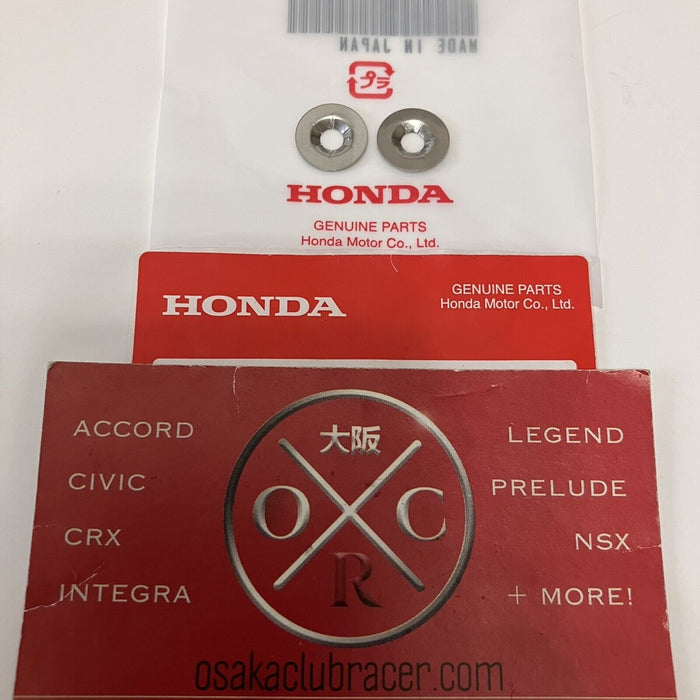 MADE IN JAPAN
プラ
HONDA
GENUINE PARTS
Honda Motor Co., Ltd.
HONDA
GENUINE PARTS
Honda Motor Co., Ltd.
ACCORD
CIVIC
CRX
INTEGRA
大阪
O
C
R
LEGEND
PRELUDE
NSX
+ MORE!
osakaclubracer.com